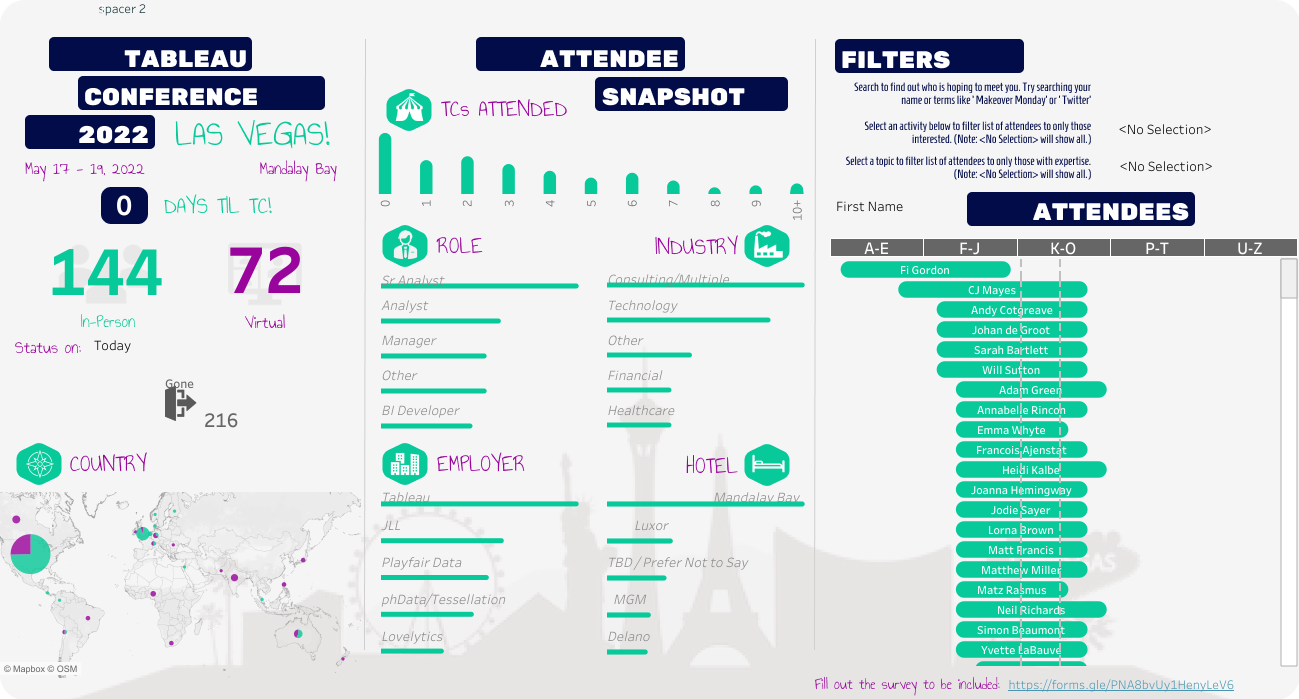 spacer 2
TABLEAU
CONFERENCE
2022 LAS VEGAS!
May 17 - 19, 2022 Mandalay Bay
0 DAYS TIL TC!
144 72
In-Person Virtual
Status on: Today
Gone
216
COUNTRY
© Mapbox © OSM
ATTENDEE
SNAPSHOT
TCs ATTENDED
0 1 2 3 4 5 6 7 8 9 10+
ROLE
Sr Analyst
Analyst
Manager
Other
BI Developer
INDUSTRY
Consulting/Multiple
Technology
Other
Financial
Healthcare
EMPLOYER
Tableau
JLL
Playfair Data
phData/Tessellation
Lovelytics
HOTEL
Mandalay Bay
Luxor
TBD / Prefer Not to Say
MGM
Delano
FILTERS
Search to find out who is hoping to meet you. Try searching your
name or terms like ' Makeover Monday' or ' Twitter'
Select an activity below to filter list of attendees to only those
interested. (Note: <No Selection> will show all.)
<No Selection>
Select a topic to filter list of attendees to only those with expertise.
(Note: <No Selection> will show all.)
<No Selection>
First Name
ATTENDEES
A-E F-J K-O P-T U-Z
Fi Gordon
CJ Mayes
Andy Cotgreave
Johan de Groot
Sarah Bartlett
Will Sutton
Adam Green
Annabelle Rincon
Emma Whyte
Francois Ajenstat
Heidi Kalbe
Joanna Hemingway
Jodie Sayer
Lorna Brown
Matt Francis
Matthew Miller
Matz Rasmus
Neil Richards
Simon Beaumont
Yvette LaBauve
Fill out the survey to be included: https://forms.gle/PNA8bvUy1HenyLeV6